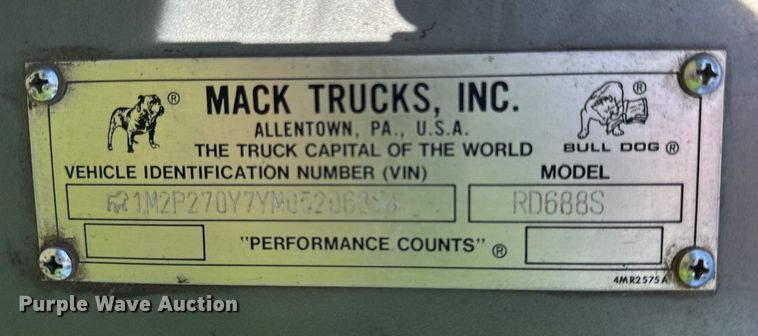 MACK TRUCKS, INC.
ALLENTOWN, PA., U.S.A.
THE TRUCK CAPITAL OF THE WORLD
®
®
BULL DOG ®
VEHICLE IDENTIFICATION NUMBER (VIN)
MODEL
1M2P270Y7YM052068
RD688S
"PERFORMANCE COUNTS" ®
4MR2575A
Purple Wave Auction